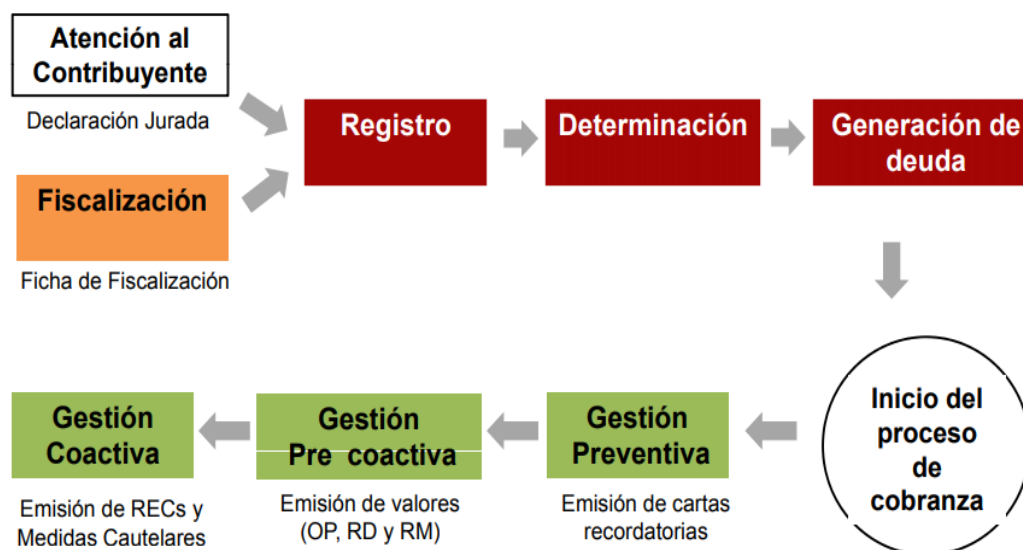 Atención al
Contribuyente
Declaración Jurada
Fiscalización
Ficha de Fiscalización
Registro
Determinación
Generación de
deuda
Inicio del
proceso
de
cobranza
Gestión
Preventiva
Emisión de cartas
recordatorias
Gestión
Pre coactiva
Emisión de valores
(OP, RD y RM)
Gestión
Coactiva
Emisión de RECs y
Medidas Cautelares